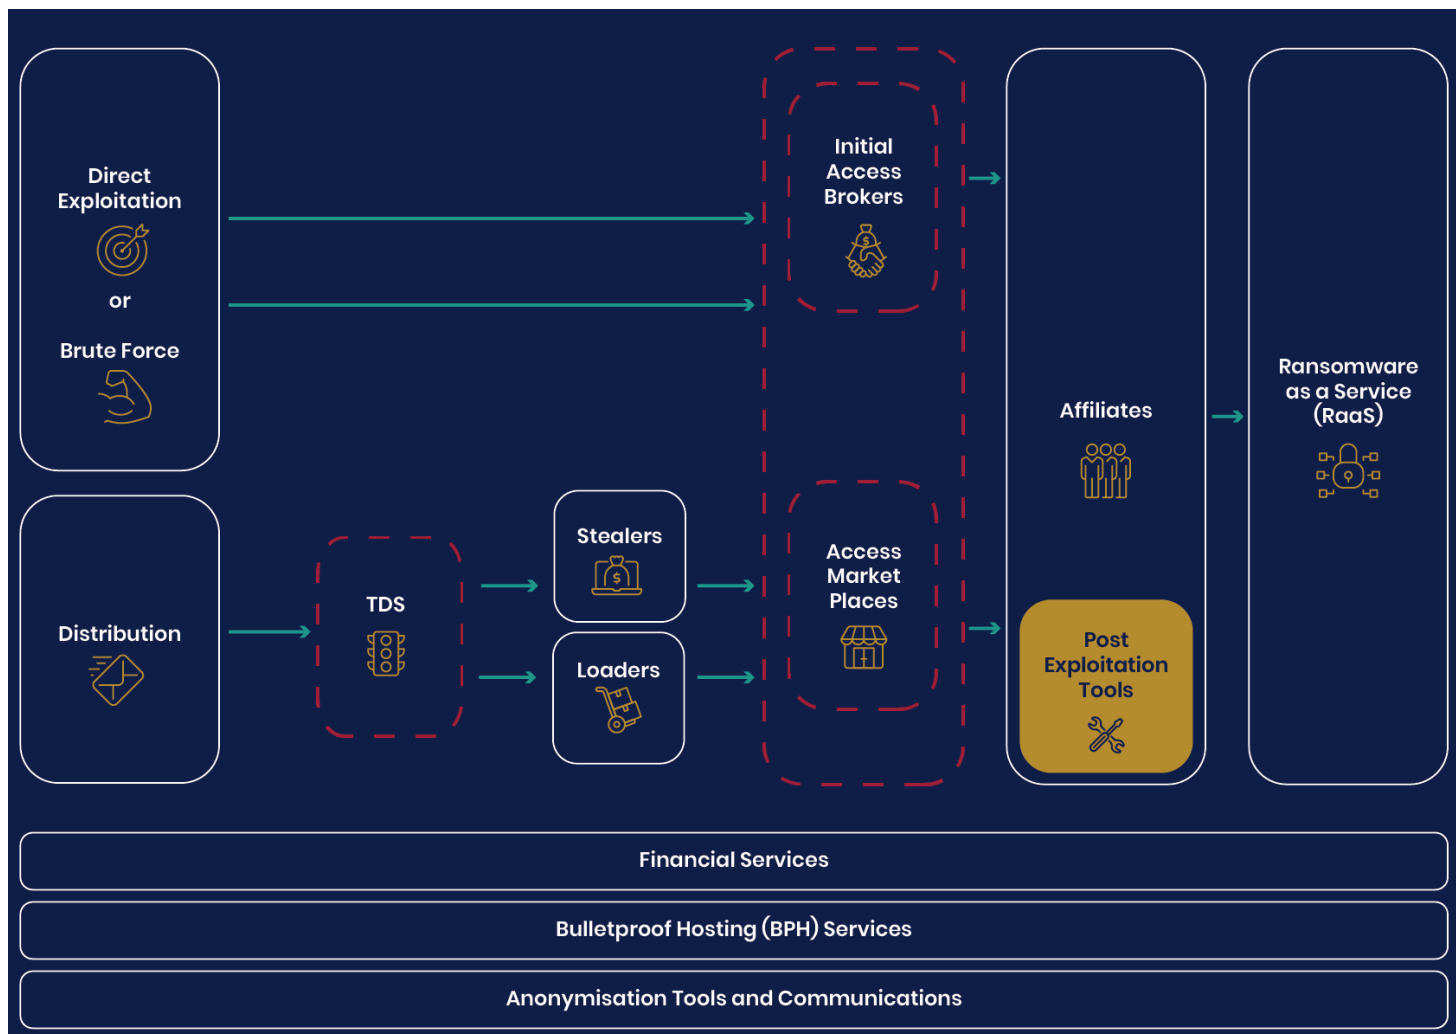 Direct
Exploitation
or
Brute Force
Distribution
TDS
Stealers
$
Loaders
Initial
Access
Brokers
$
Access
Market
Places
Affiliates
Post
Exploitation
Tools
Ransomware
as a Service
(RaaS)
Financial Services
Bulletproof Hosting (BPH) Services
Anonymisation Tools and Communications